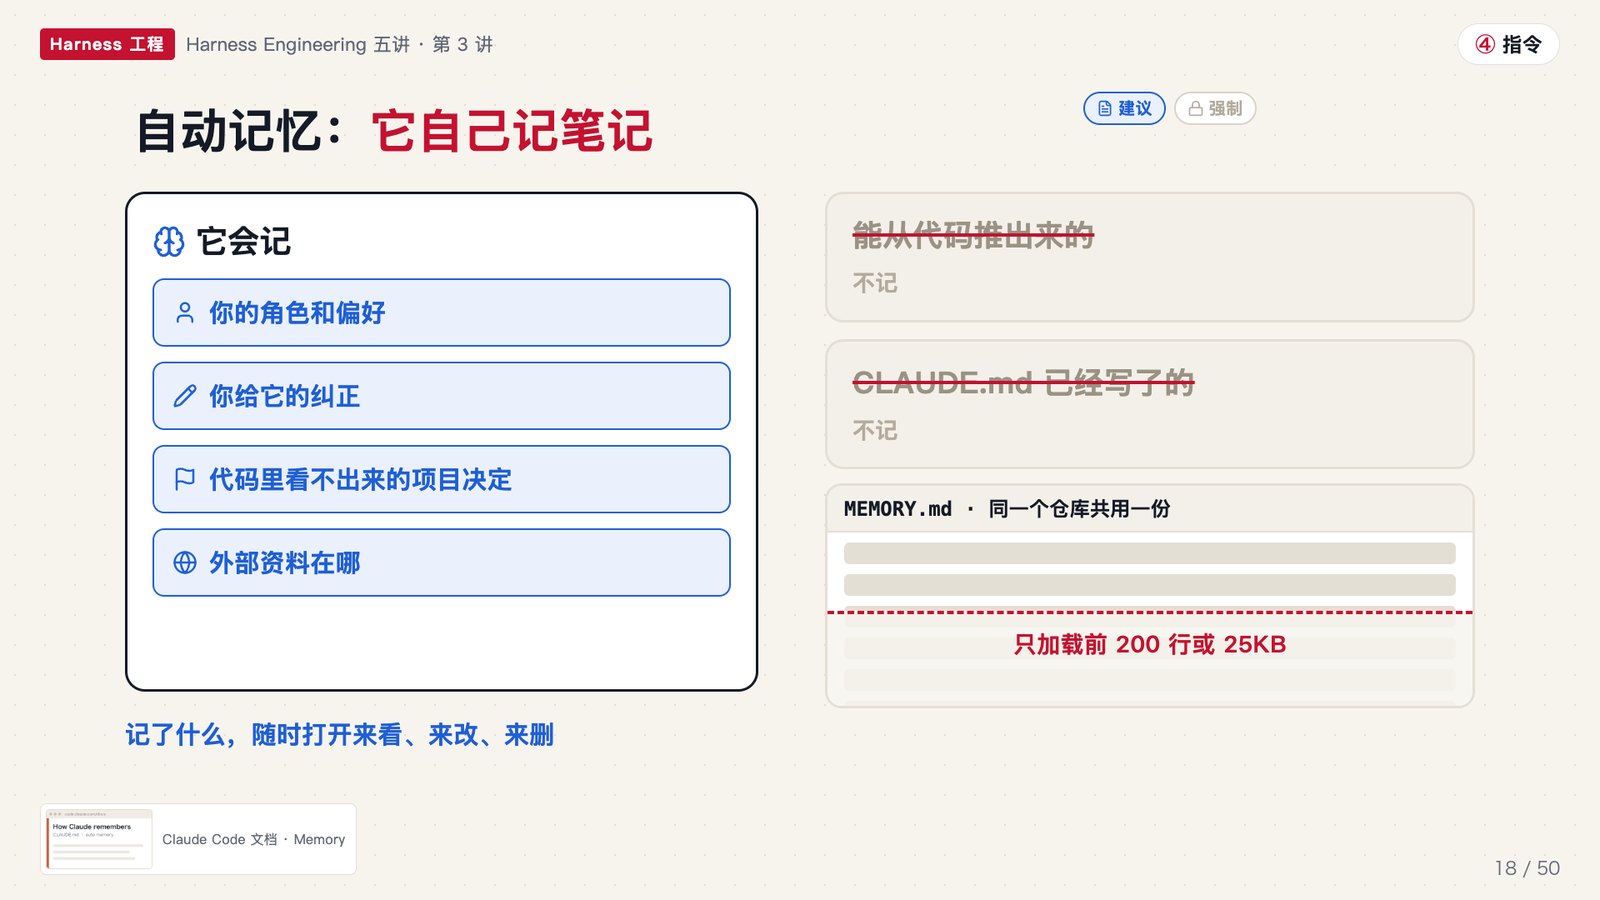 Harness 工程
Harness Engineering 五讲 · 第 3 讲
④ 指令
自动记忆：它自己记笔记
建议
强制
它会记
你的角色和偏好
你给它的纠正
代码里看不出来的项目决定
外部资料在哪
记了什么，随时打开来看、来改、来删
能从代码推出来的
不记
CLAUDE.md 已经写了的
不记
MEMORY.md · 同一个仓库共用一份
只加载前 200 行或 25KB
How Claude remembers
CLAUDE.md · auto memory
Claude Code 文档 · Memory
18 / 50